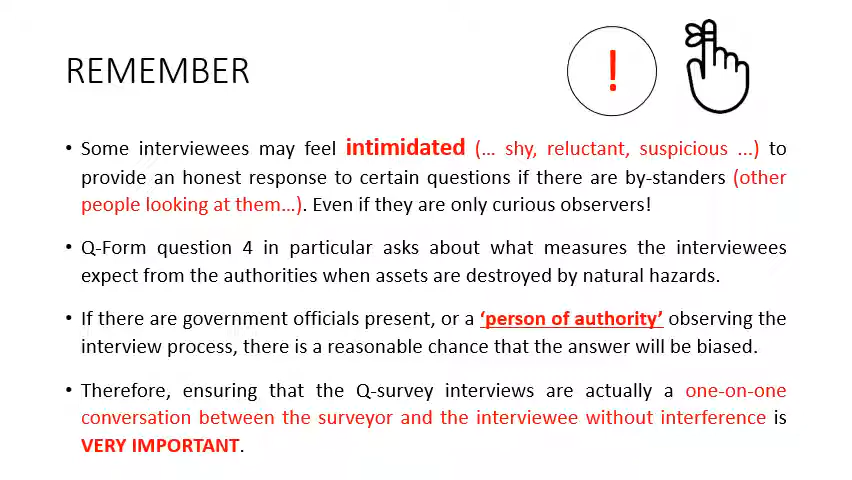 REMEMBER
!
• Some interviewees may feel intimidated (… shy, reluctant, suspicious ...) to
provide an honest response to certain questions if there are by-standers (other
people looking at them…). Even if they are only curious observers!
• Q-Form question 4 in particular asks about what measures the interviewees
expect from the authorities when assets are destroyed by natural hazards.
• If there are government officials present, or a ‘person of authority’ observing the
interview process, there is a reasonable chance that the answer will be biased.
• Therefore, ensuring that the Q-survey interviews are actually a one-on-one
conversation between the surveyor and the interviewee without interference is
VERY IMPORTANT.